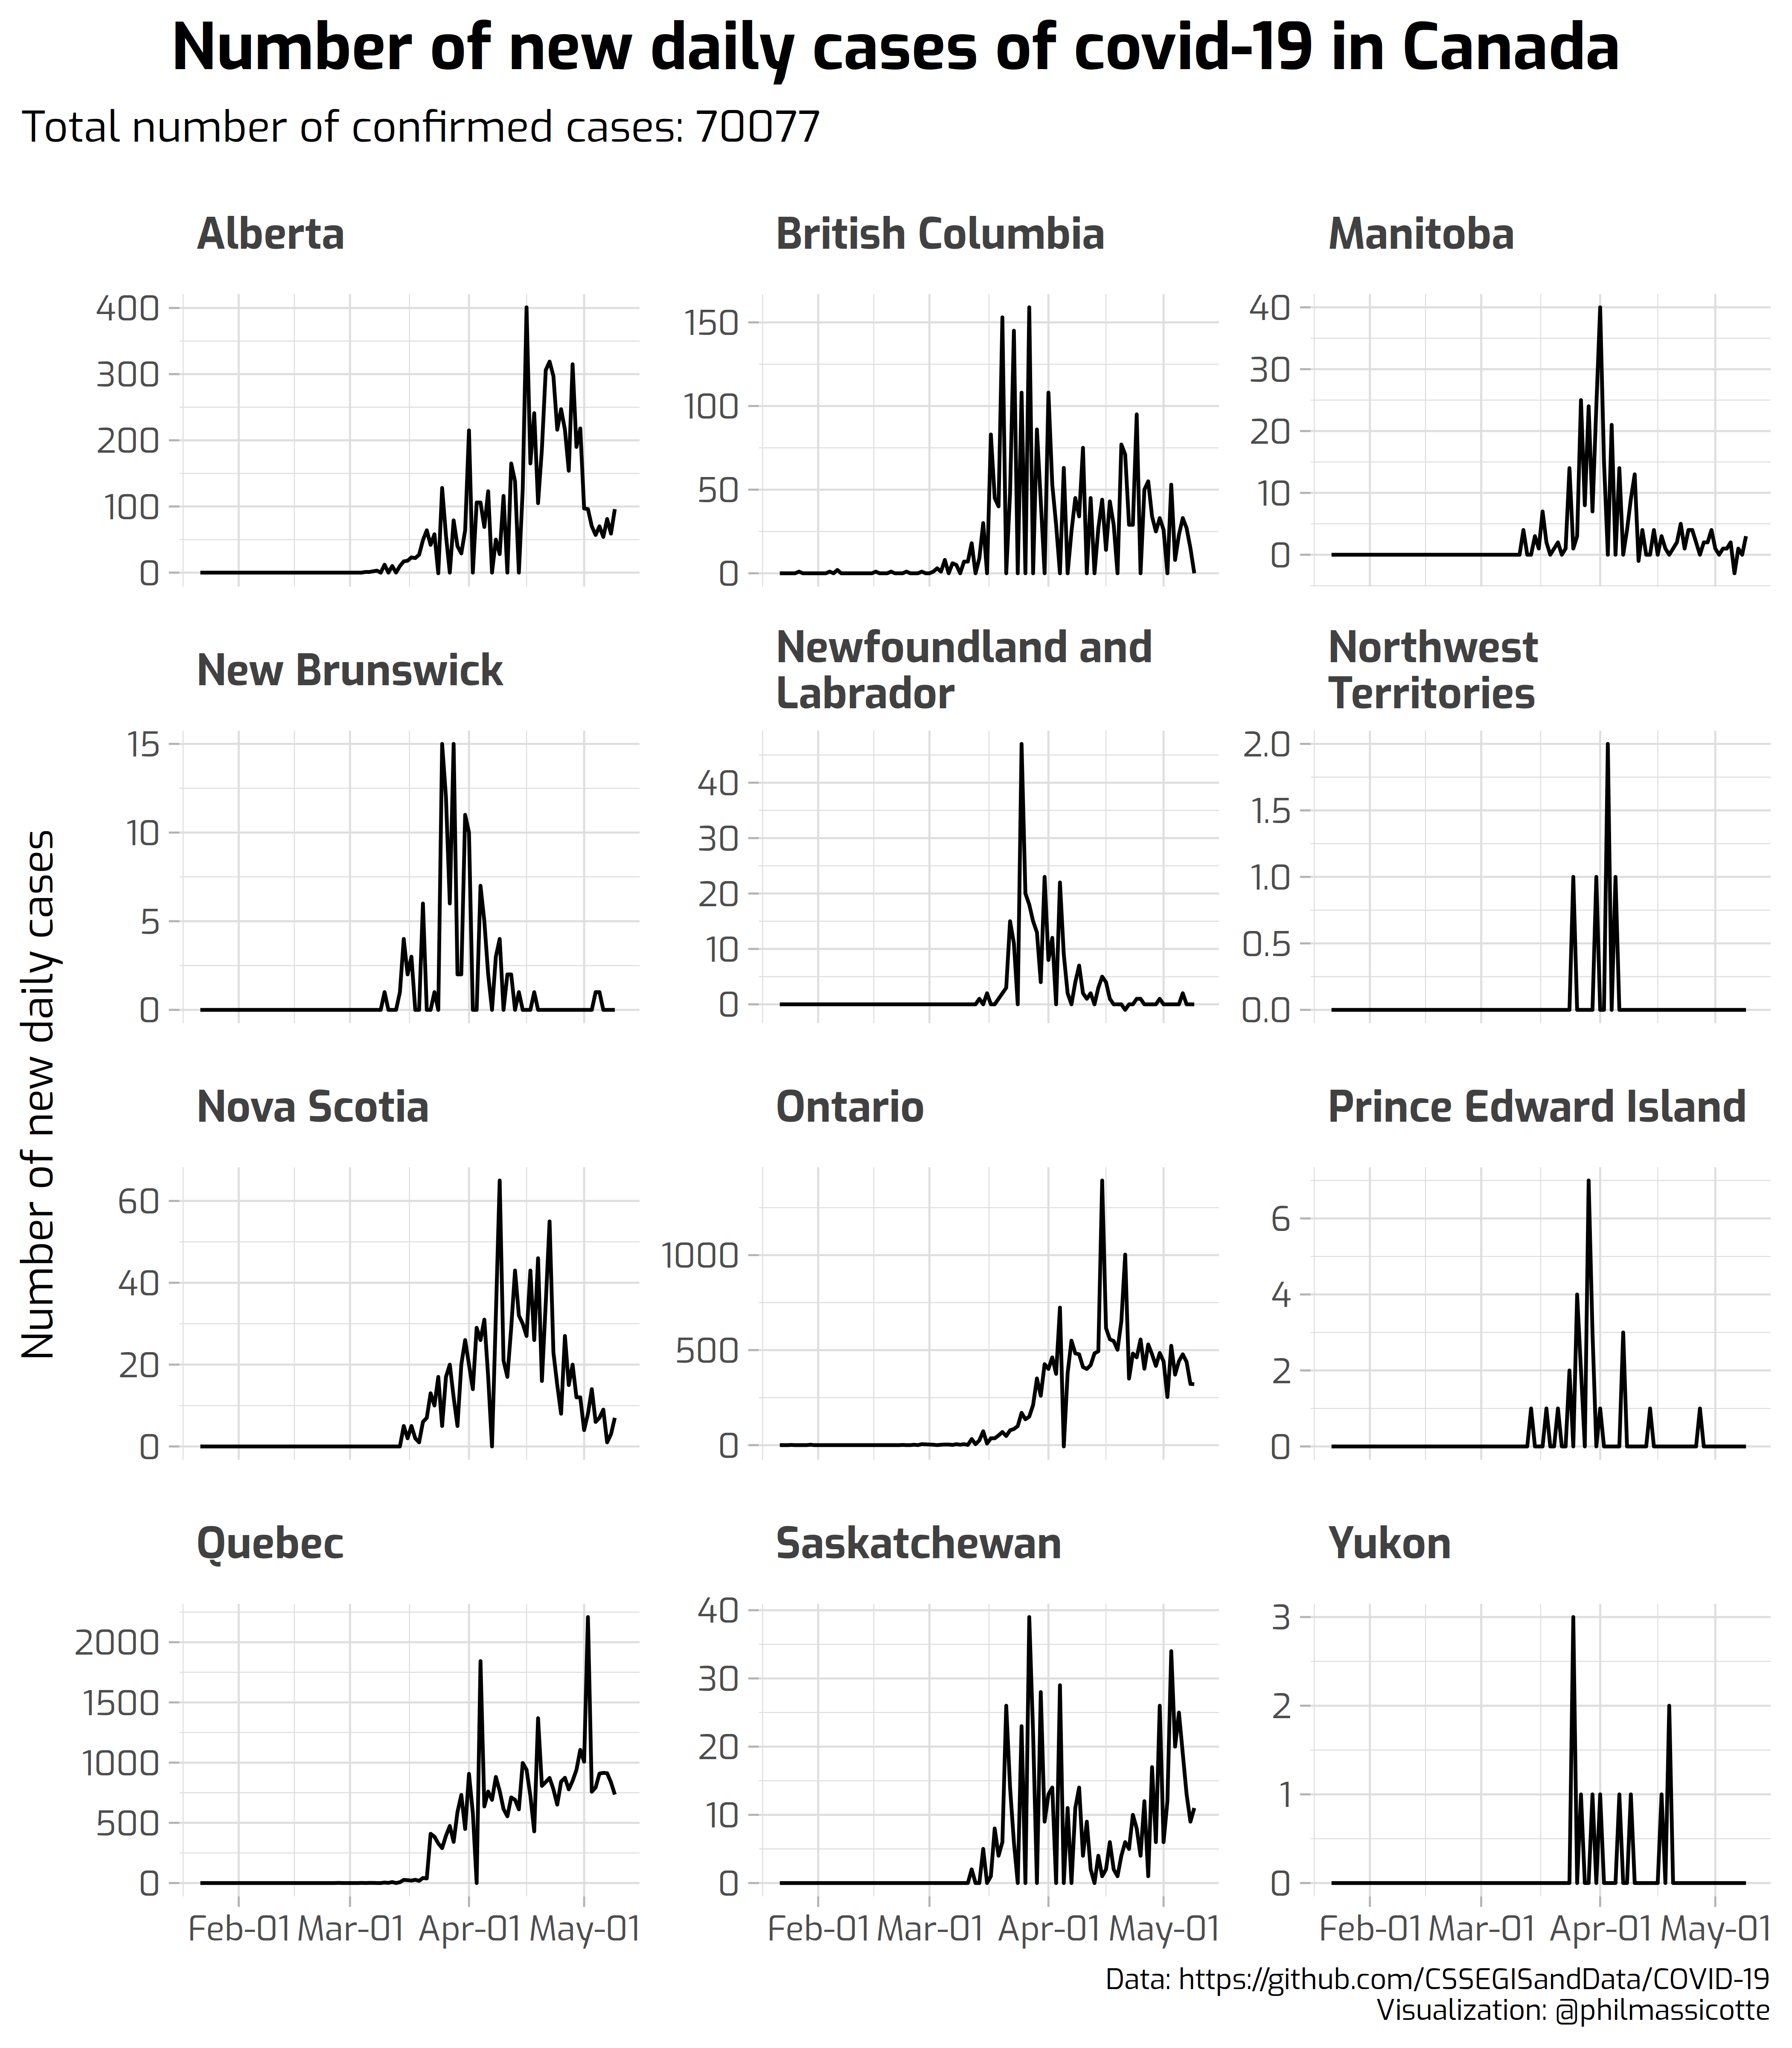 Number of new daily cases of covid-19 in Canada
Total number of confirmed cases: 70077
Number of new daily cases
Alberta
400
300
200
100
0
British Columbia
150
100
50
0
Manitoba
40
30
20
10
0
New Brunswick
15
10
5
0
Newfoundland and
Labrador
40
30
20
10
0
Northwest
Territories
2.0
1.5
1.0
0.5
0.0
Nova Scotia
60
40
20
0
Ontario
1000
500
0
Prince Edward Island
6
4
2
0
Quebec
2000
1500
1000
500
0
Feb-01 Mar-01 Apr-01 May-01
Saskatchewan
40
30
20
10
0
Feb-01 Mar-01 Apr-01 May-01
Yukon
3
2
1
0
Feb-01 Mar-01 Apr-01 May-01
Data: https://github.com/CSSEGISandData/COVID-19
Visualization: @philmassicotte